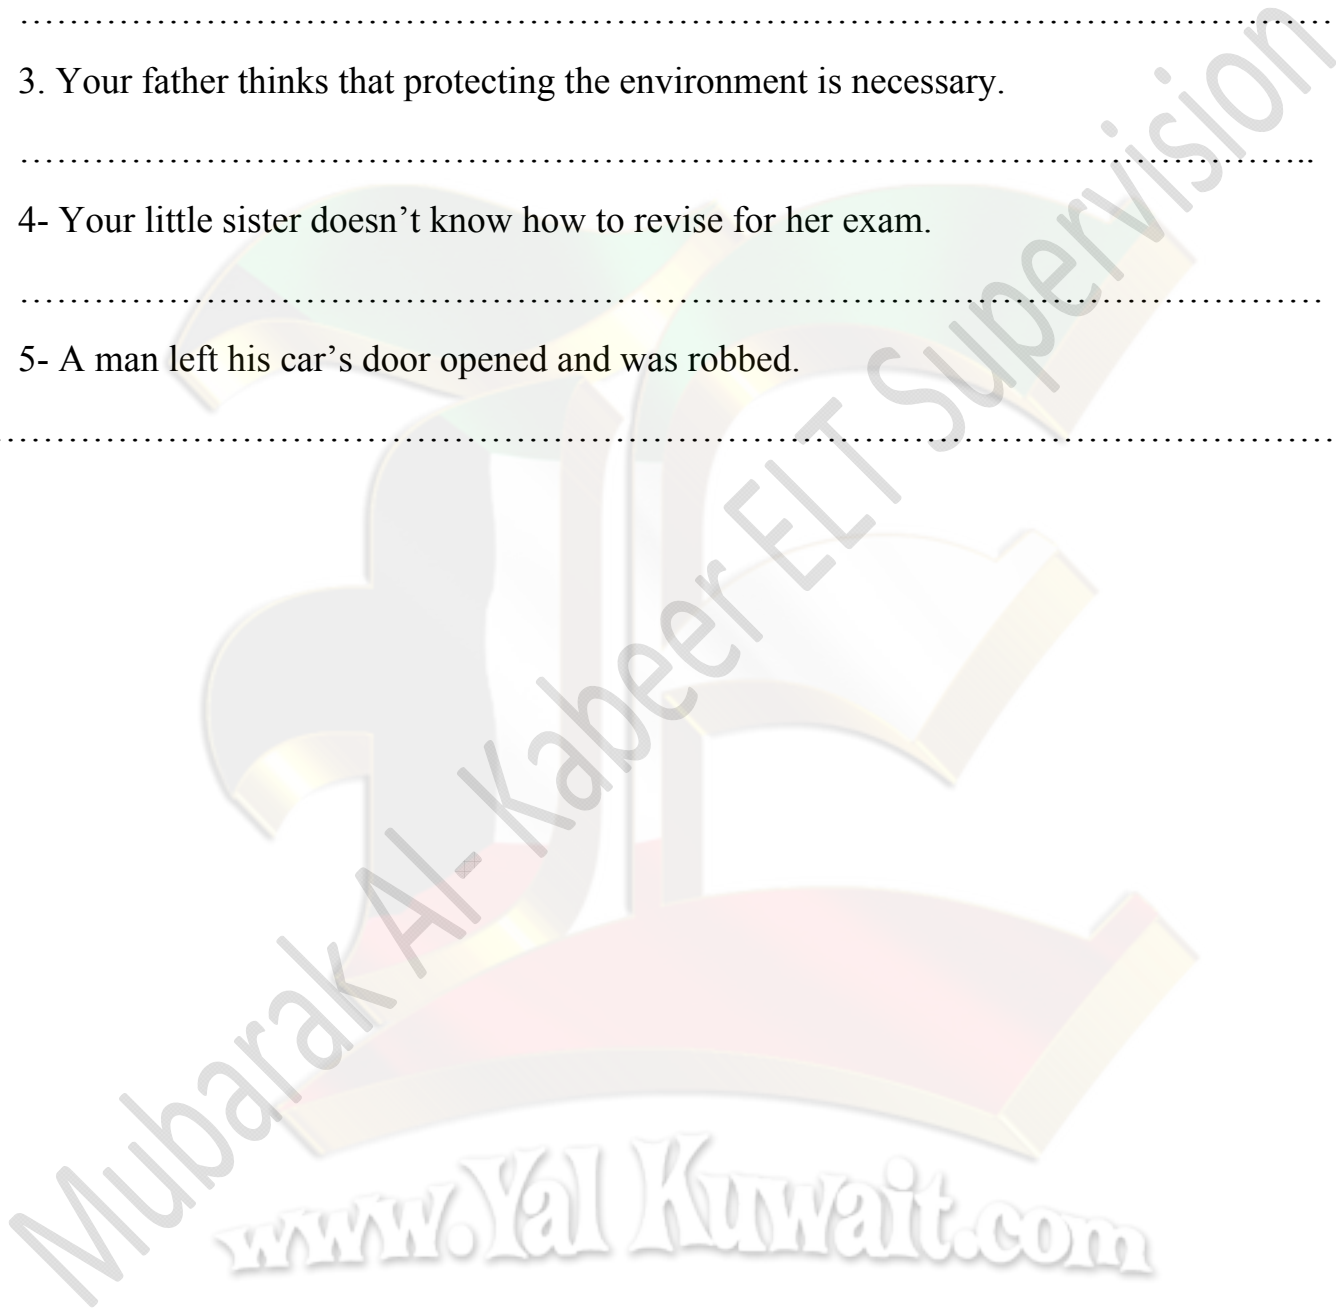 ……………………………………………………………………………………………
3. Your father thinks that protecting the environment is necessary.
……………………………………………………………………………………………..
4- Your little sister doesn’t know how to revise for her exam.
……………………………………………………………………………………………
5- A man left his car’s door opened and was robbed.
……………………………………………………………………………………………
Mubarak Al- Kabeer ELT Supervision
www.Yal Kuwait.com